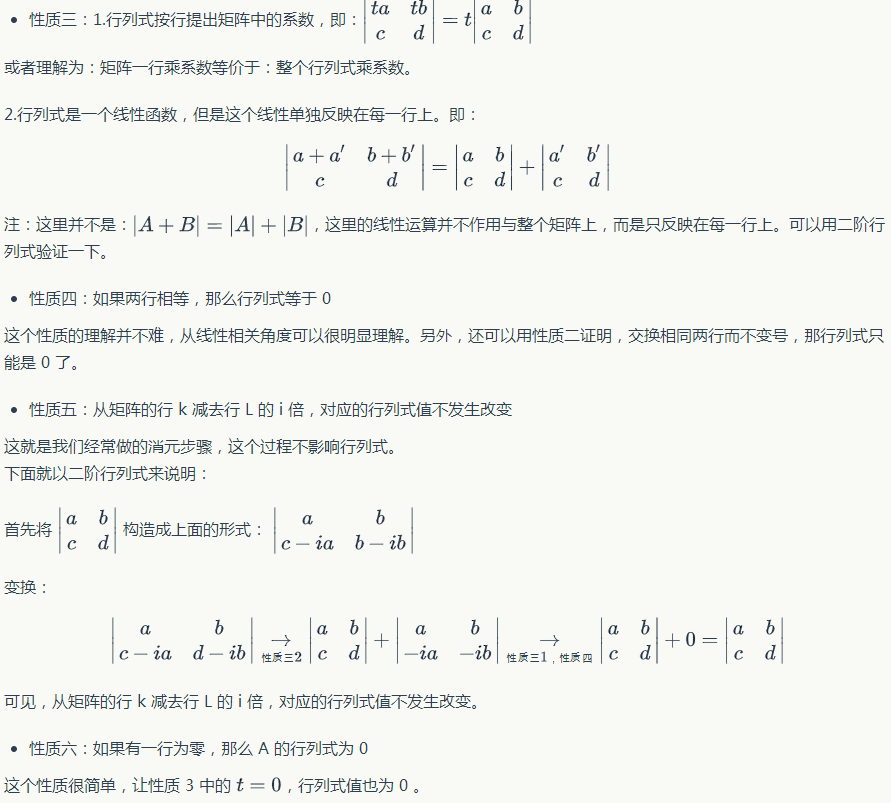 • 性质三：1.行列式按行提出矩阵中的系数，即：$\begin{vmatrix} ta & tb \\ c & d \end{vmatrix} = t\begin{vmatrix} a & b \\ c & d \end{vmatrix}$
或者理解为：矩阵一行乘系数等价于：整个行列式乘系数。
2.行列式是一个线性函数，但是这个线性单独反映在每一行上。即：
$\begin{vmatrix} a+a' & b+b' \\ c & d \end{vmatrix} = \begin{vmatrix} a & b \\ c & d \end{vmatrix} + \begin{vmatrix} a' & b' \\ c & d \end{vmatrix}$
注：这里并不是：$|A+B| = |A|+|B|$，这里的线性运算并不作用与整个矩阵上，而是只反映在每一行上。可以用二阶行
列式验证一下。
• 性质四：如果两行相等，那么行列式等于 0
这个性质的理解并不难，从线性相关角度可以很明显理解。另外，还可以用性质二证明，交换相同两行而不变号，那行列式只
能是 0 了。
• 性质五：从矩阵的行 k 减去行 L 的 i 倍，对应的行列式值不发生改变
这就是我们经常做的消元步骤，这个过程不影响行列式。
下面就以二阶行列式来说明：
首先将 $\begin{vmatrix} a & b \\ c & d \end{vmatrix}$ 构造成上面的形式： $\begin{vmatrix} a & b \\ c-ia & b-ib \end{vmatrix}$
变换：
$\begin{vmatrix} a & b \\ c-ia & d-ib \end{vmatrix} \underset{性质三2}{\rightarrow} \begin{vmatrix} a & b \\ c & d \end{vmatrix} + \begin{vmatrix} a & b \\ -ia & -ib \end{vmatrix} \underset{性质三1，性质四}{\rightarrow} \begin{vmatrix} a & b \\ c & d \end{vmatrix} + 0 = \begin{vmatrix} a & b \\ c & d \end{vmatrix}$
可见，从矩阵的行 k 减去行 L 的 i 倍，对应的行列式值不发生改变。
• 性质六：如果有一行为零，那么 A 的行列式为 0
这个性质很简单，让性质 3 中的 $t = 0$，行列式值也为 0 。